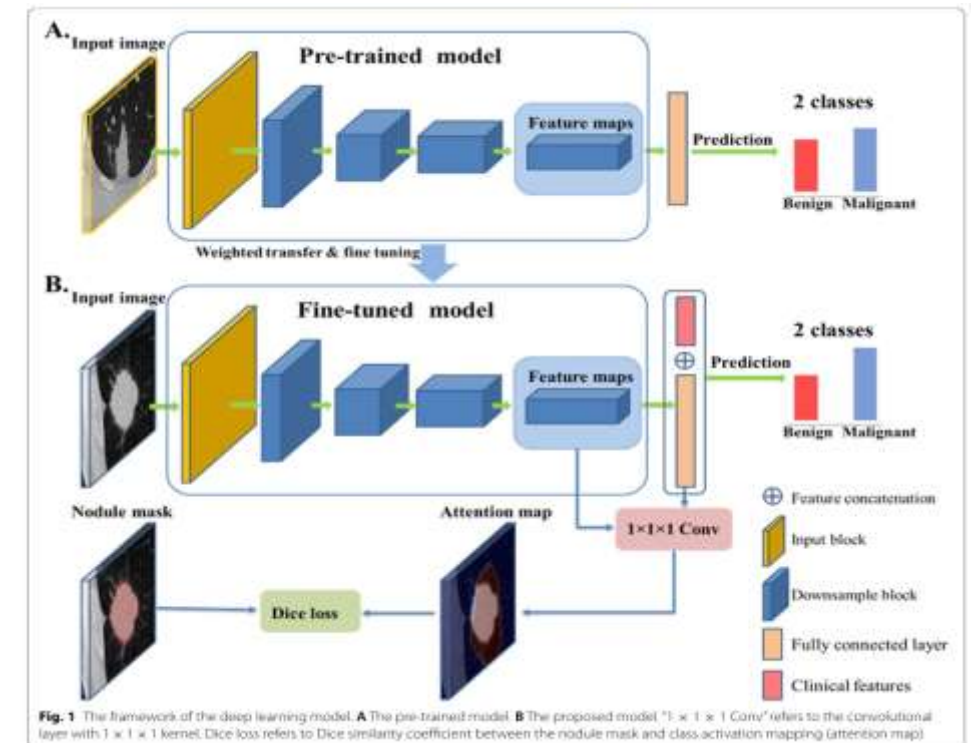 A.
Input image
Pre-trained model
Feature maps
Prediction
2 classes
Benign Malignant
Weighted transfer & fine tuning
B.
Input image
Fine-tuned model
Feature maps
Prediction
2 classes
Benign Malignant
Nodule mask
Attention map
1×1×1 Conv
Dice loss
Feature concatenation
Input block
Downsample block
Fully connected layer
Clinical features
Fig. 1 The framework of the deep learning model. A The pre-trained model. B The proposed model. "1 × 1 × 1 Conv" refers to the convolutional
layer with 1 × 1 × 1 kernel. Dice loss refers to Dice similarity coefficient between the nodule mask and class activation mapping (attention map)